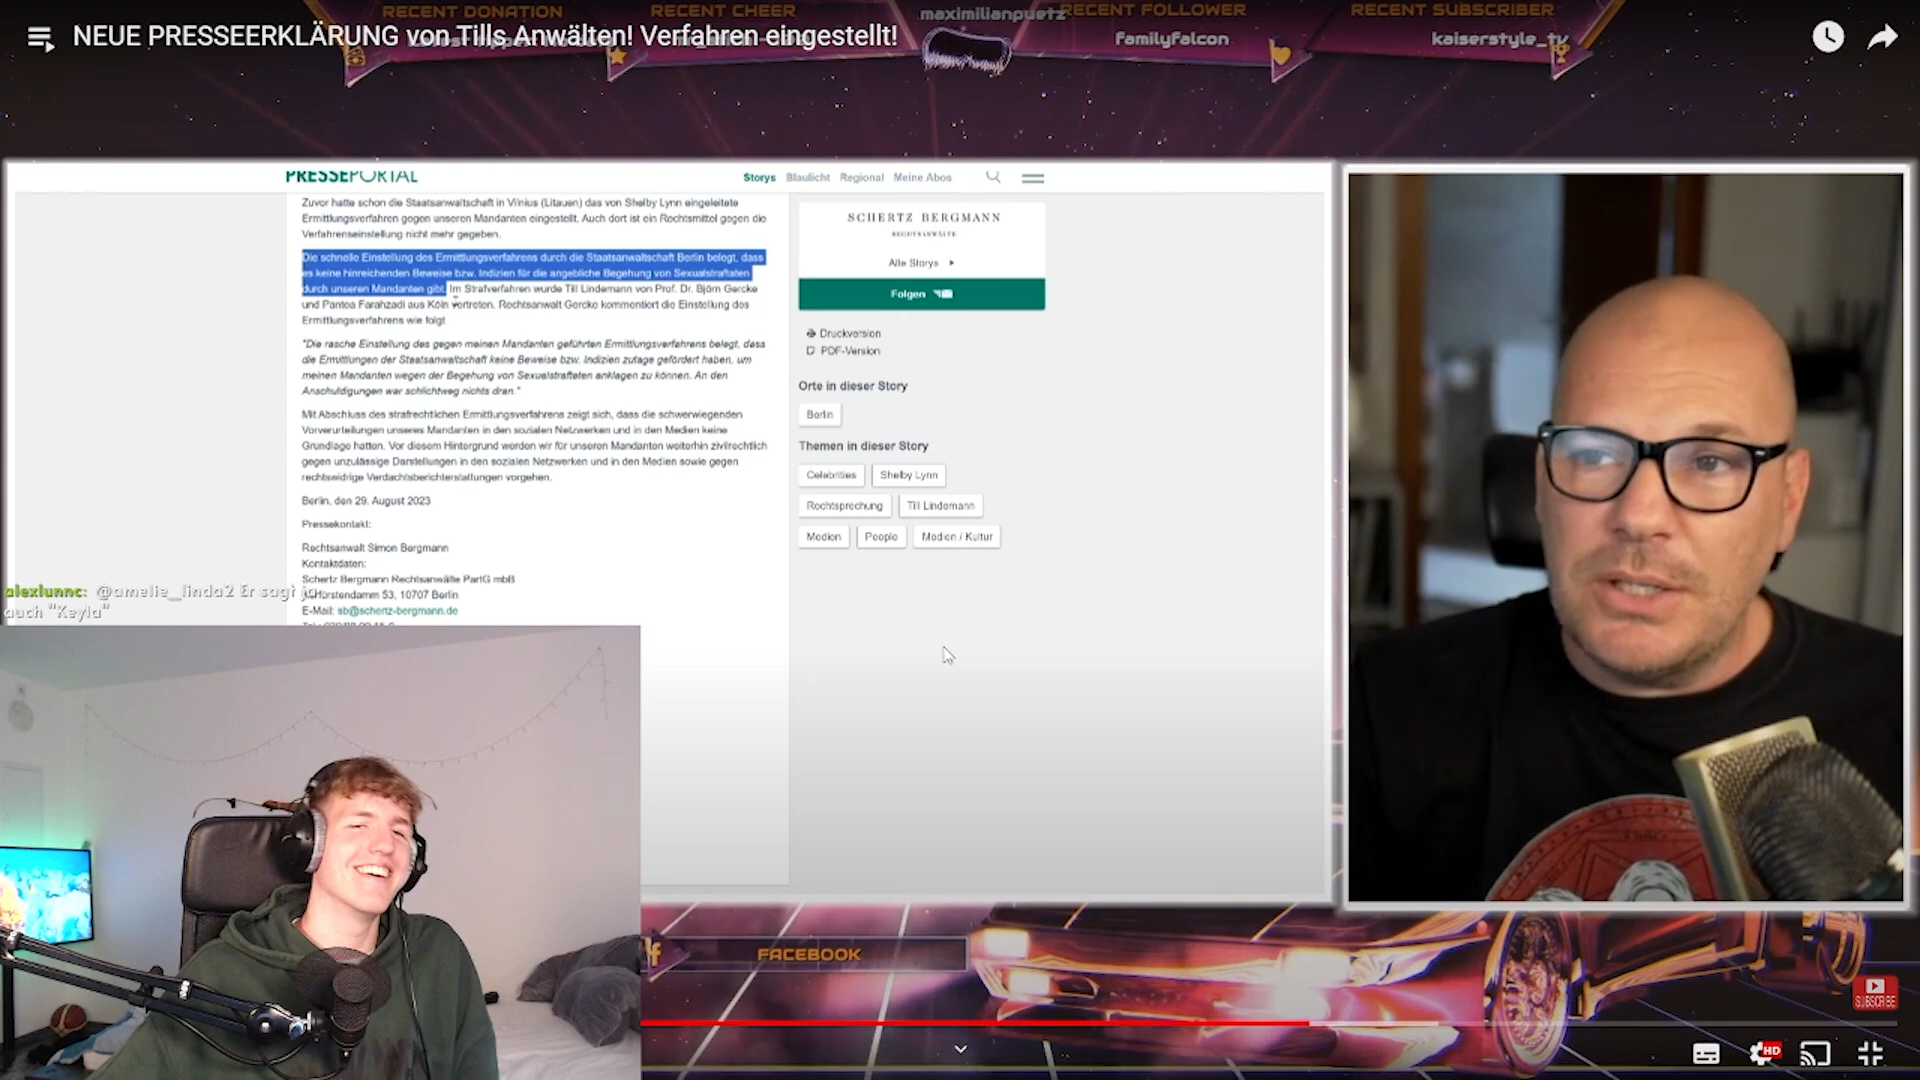 RECENT DONATION
RECENT CHEER
maximilianpuetz
RECENT FOLLOWER
RECENT SUBSCRIBER
NEUE PRESSEERKLÄRUNG von Tills Anwälten! Verfahren eingestellt!
familyfalcon
kaiserstyle_tv
PRESSEPORTAL
Storys Blaulicht Regional Meine Abos
Zuvor hatte schon die Staatsanwaltschaft in Vilnius (Litauen) das von Shelby Lynn eingeleitete
Ermittlungsverfahren gegen unseren Mandanten eingestellt. Auch dort ist ein Rechtsmittel gegen die
Verfahrenseinstellung nicht mehr gegeben.
Die schnelle Einstellung des Ermittlungsverfahrens durch die Staatsanwaltschaft Berlin belegt, dass
es keine hinreichenden Beweise bzw. Indizien für die angebliche Begehung von Sexualstraftaten
durch unseren Mandanten gibt. Im Strafverfahren wurde Till Lindemann von Prof. Dr. Björn Gercke
und Pantea Farahzadi aus Köln vertreten. Rechtsanwalt Gercke kommentiert die Einstellung des
Ermittlungsverfahrens wie folgt
"Die rasche Einstellung des gegen meinen Mandanten geführten Ermittlungsverfahrens belegt, dass
die Ermittlungen der Staatsanwaltschaft keine Beweise bzw. Indizien zutage gefördert haben, um
meinen Mandanten wegen der Begehung von Sexualstraftaten anklagen zu können. An den
Anschuldigungen war schlichtweg nichts dran."
Mit Abschluss des strafrechtlichen Ermittlungsverfahrens zeigt sich, dass die schwerwiegenden
Vorverurteilungen unseres Mandanten in den sozialen Netzwerken und in den Medien keine
Grundlage hatten. Vor diesem Hintergrund werden wir für unseren Mandanten weiterhin zivilrechtlich
gegen unzulässige Darstellungen in den sozialen Netzwerken und in den Medien sowie gegen
rechtswidrige Verdachtsberichterstattungen vorgehen.
Berlin, den 29. August 2023
Pressekontakt:
Rechtsanwalt Simon Bergmann
Kontaktdaten:
Schertz Bergmann Rechtsanwälte PartG mbB
Kurfürstendamm 53, 10707 Berlin
E-Mail: sb@schertz-bergmann.de
SCHERTZ BERGMANN
RECHTSANWÄLTE
Alle Storys
Folgen
Druckversion
PDF-Version
Orte in dieser Story
Berlin
Themen in dieser Story
Celebrities Shelby Lynn
Rechtsprechung Till Lindemann
Medien People Medien / Kultur
alexlunnc: @amelie_linda2 Er sagt ja
auch "Keyla"
FACEBOOK
SUBSCRIBE
HD